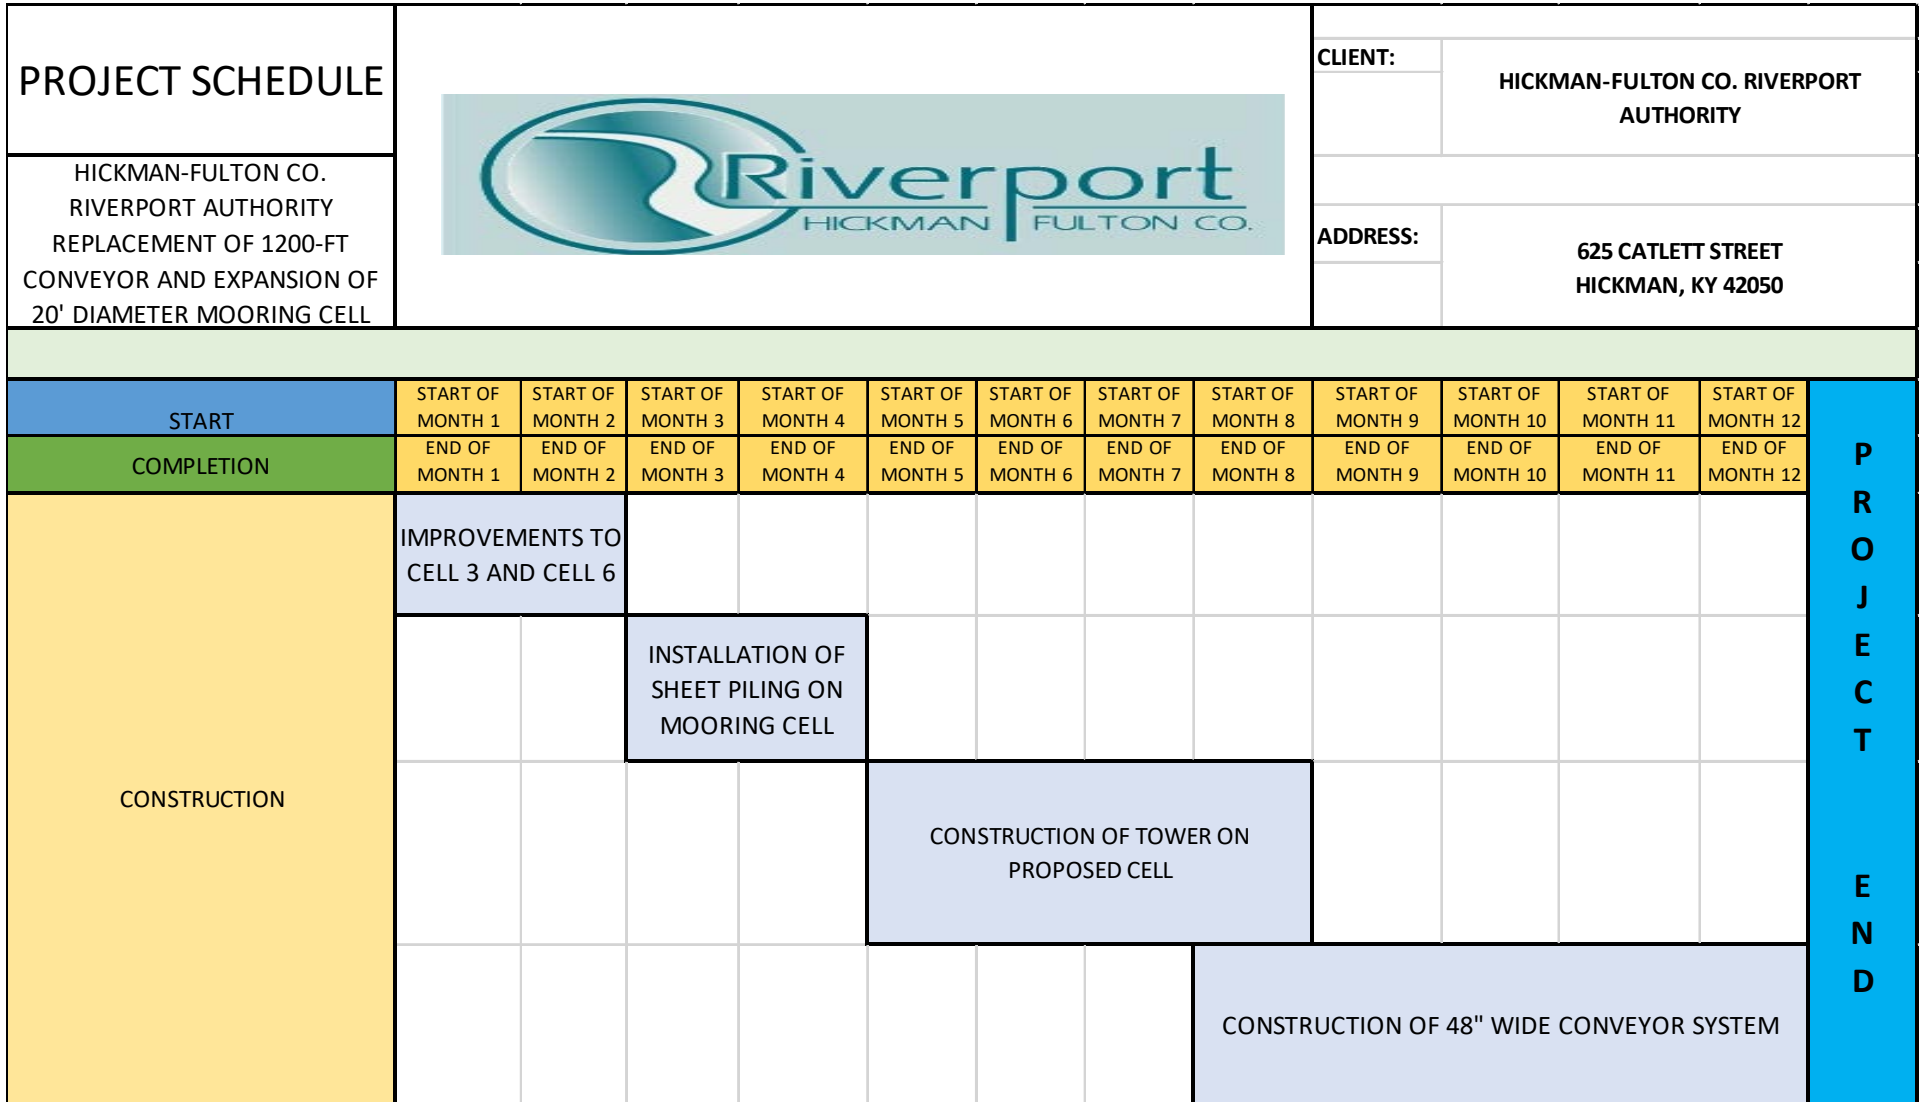 PROJECT SCHEDULE
HICKMAN-FULTON CO.
RIVERPORT AUTHORITY
REPLACEMENT OF 1200-FT
CONVEYOR AND EXPANSION OF
20' DIAMETER MOORING CELL
Riverport
HICKMAN FULTON CO.
CLIENT:
HICKMAN-FULTON CO. RIVERPORT
AUTHORITY
ADDRESS:
625 CATLETT STREET
HICKMAN, KY 42050
START
START OF MONTH 1
START OF MONTH 2
START OF MONTH 3
START OF MONTH 4
START OF MONTH 5
START OF MONTH 6
START OF MONTH 7
START OF MONTH 8
START OF MONTH 9
START OF MONTH 10
START OF MONTH 11
START OF MONTH 12
COMPLETION
END OF MONTH 1
END OF MONTH 2
END OF MONTH 3
END OF MONTH 4
END OF MONTH 5
END OF MONTH 6
END OF MONTH 7
END OF MONTH 8
END OF MONTH 9
END OF MONTH 10
END OF MONTH 11
END OF MONTH 12
CONSTRUCTION
IMPROVEMENTS TO
CELL 3 AND CELL 6
INSTALLATION OF
SHEET PILING ON
MOORING CELL
CONSTRUCTION OF TOWER ON
PROPOSED CELL
CONSTRUCTION OF 48" WIDE CONVEYOR SYSTEM
PROJECT END